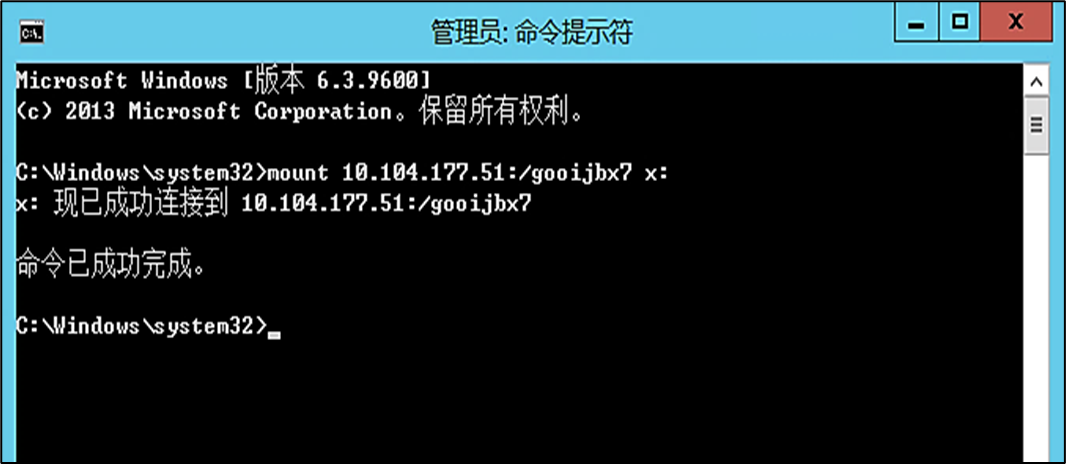 管理员: 命令提示符
Microsoft Windows [版本 6.3.9600]
(c) 2013 Microsoft Corporation。保留所有权利。
C:\Windows\system32>mount 10.104.177.51:/gooijbx7 x:
x: 现已成功连接到 10.104.177.51:/gooijbx7
命令已成功完成。
C:\Windows\system32>_